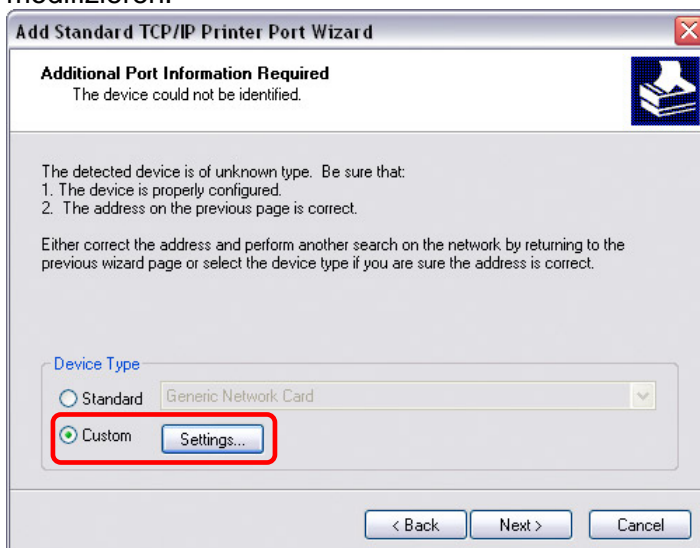 modifizieren.
Add Standard TCP/IP Printer Port Wizard
Additional Port Information Required
The device could not be identified.
The detected device is of unknown type. Be sure that:
1. The device is properly configured.
2. The address on the previous page is correct.
Either correct the address and perform another search on the network by returning to the
previous wizard page or select the device type if you are sure the address is correct.
Device Type
Standard Generic Network Card
Custom Settings...
< Back Next > Cancel